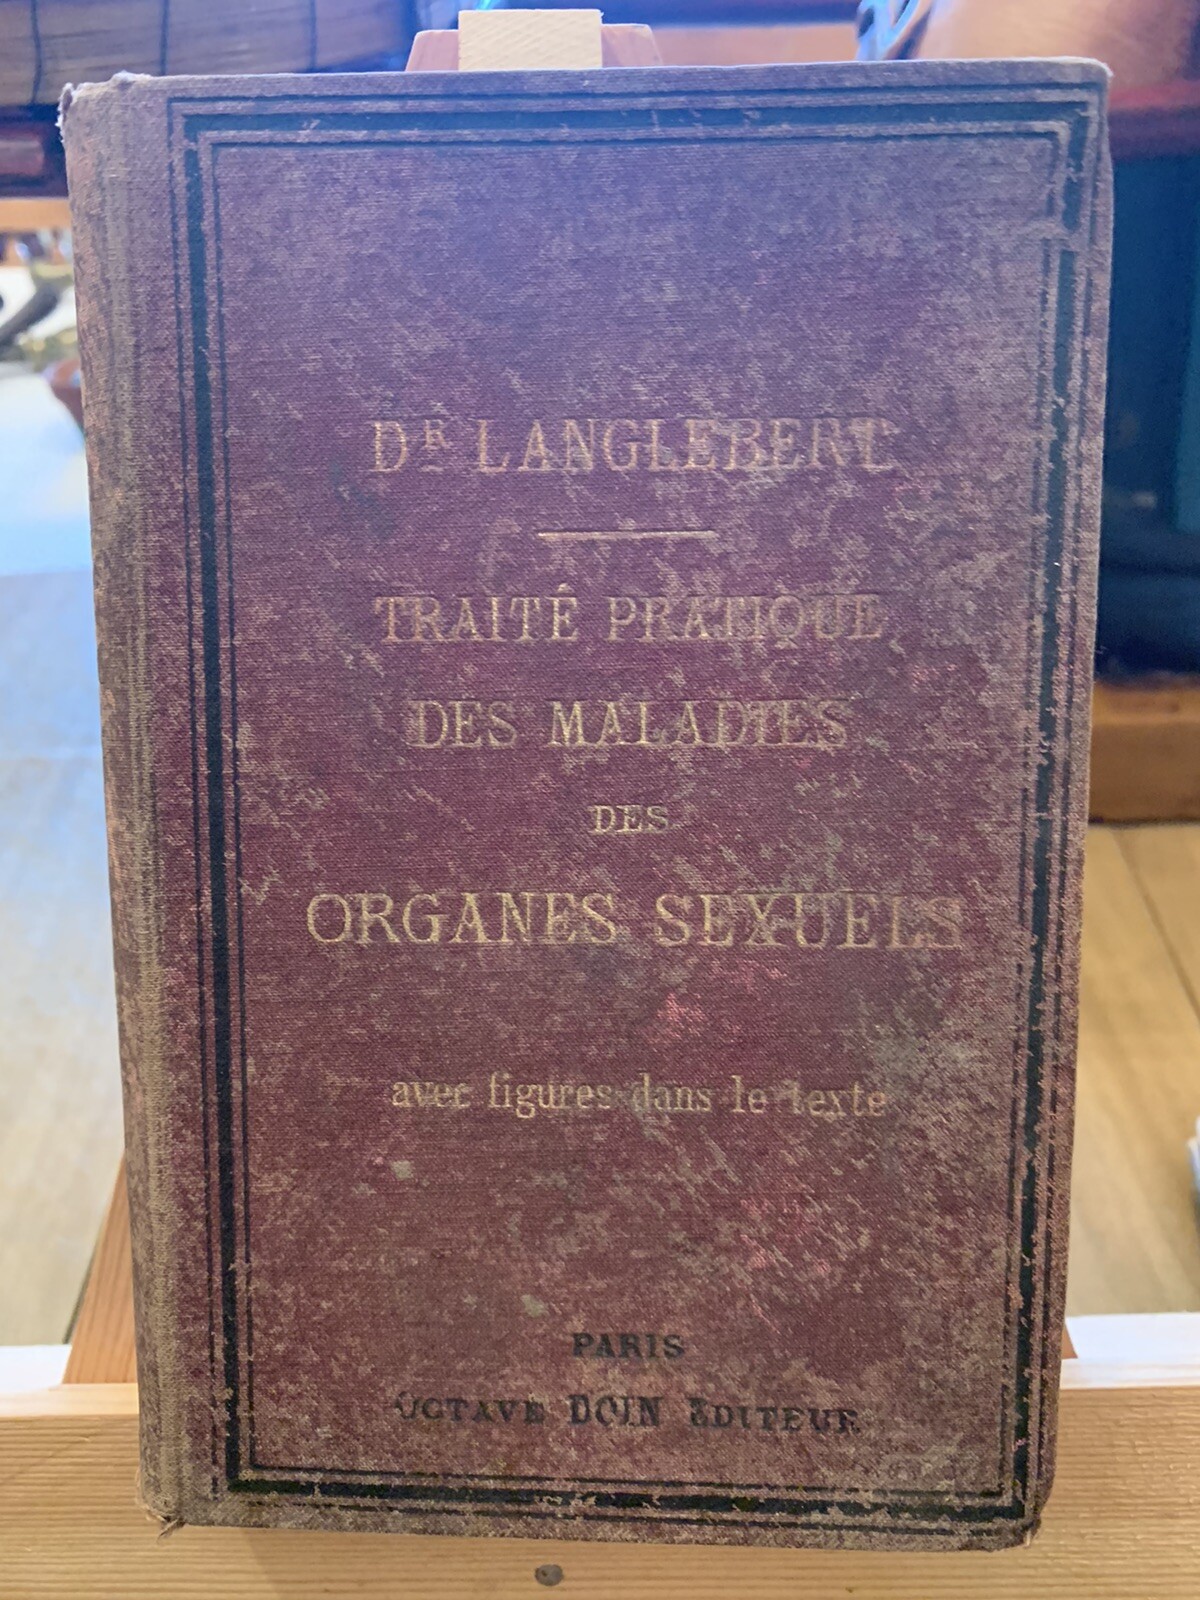 DR LANGLEBERT
TRAITÉ PRATIQUE
DES MALADIES
DES
ORGANES SEXUELS
avec figures dans le texte
PARIS
OCTAVE DOIN EDITEUR